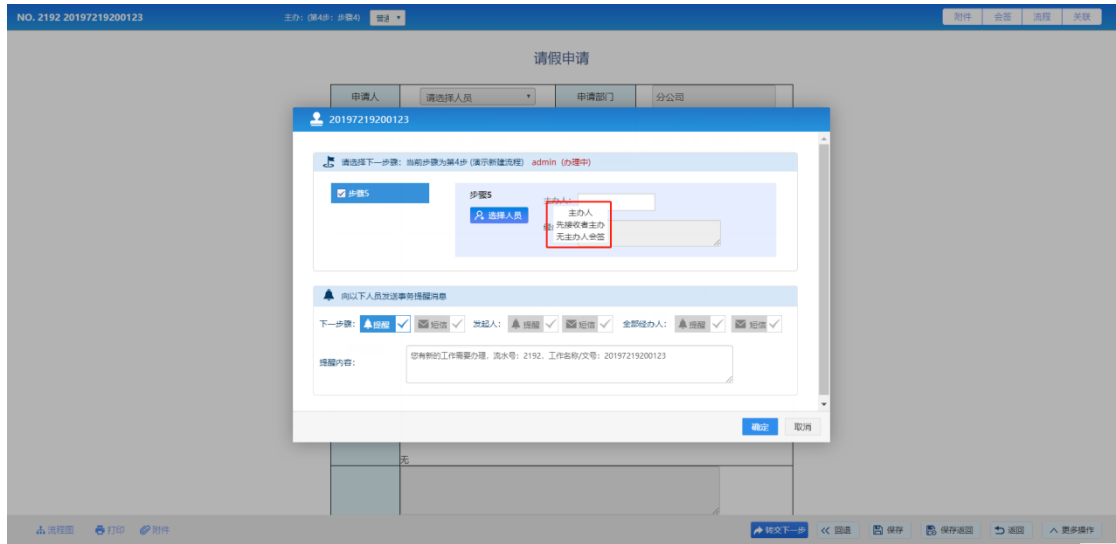 NO. 2192 20197219200123
主办: (第4步: 步骤4) 普通
附件 会签 流程 关联
请假申请
申请人 请选择人员 申请部门 分公司
20197219200123
请选择下一步骤: 当前步骤为第4步 (演示新建流程) admin (办理中)
步骤5
步骤5
主办人:
选择人员
主办人
先接收者主办
无主办人会签
向以下人员发送事务提醒消息
下一步骤: 提醒 短信 发起人: 提醒 短信 全部经办人: 提醒 短信
提醒内容:
您有新的工作需要办理, 流水号: 2192, 工作名称/文号: 20197219200123
确定 取消
无
流程图 打印 附件
转交下一步 回退 保存 保存返回 返回 更多操作